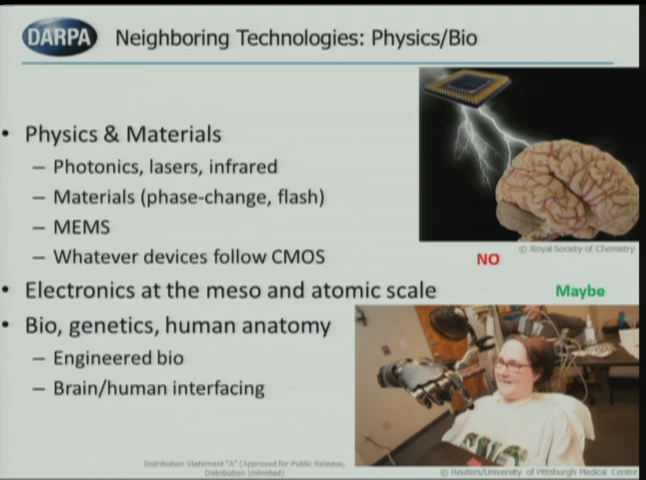 DARPA
Neighboring Technologies: Physics/Bio
• Physics & Materials
– Photonics, lasers, infrared
– Materials (phase-change, flash)
– MEMS
– Whatever devices follow CMOS
© Royal Society of Chemistry
NO
• Electronics at the meso and atomic scale
Maybe
• Bio, genetics, human anatomy
– Engineered bio
– Brain/human interfacing
Distribution Statement "A" (Approved for Public Release,
Distribution Unlimited)
© Reuters/University of Pittsburgh Medical Centre